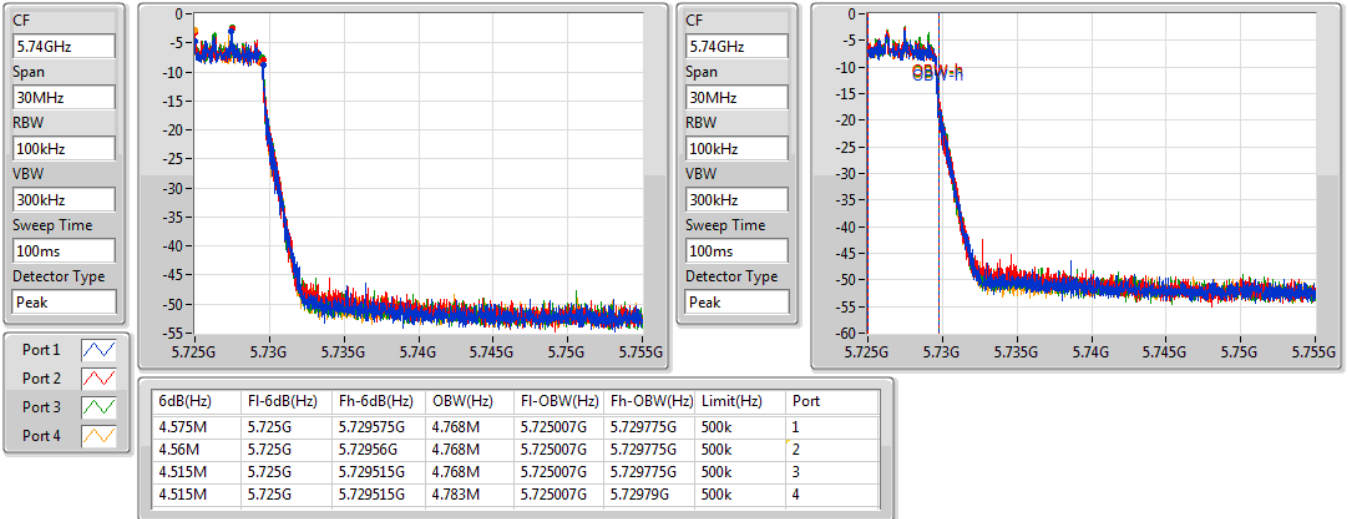 CF
5.74GHz
Span
30MHz
RBW
100kHz
VBW
300kHz
Sweep Time
100ms
Detector Type
Peak
0
-5
-10
-15
-20
-25
-30
-35
-40
-45
-50
-55
5.725G 5.73G 5.735G 5.74G 5.745G 5.75G 5.755G
CF
5.74GHz
Span
30MHz
RBW
100kHz
VBW
300kHz
Sweep Time
100ms
Detector Type
Peak
0
-5
-10
-15
-20
-25
-30
-35
-40
-45
-50
-55
-60
OBW-h
5.725G 5.73G 5.735G 5.74G 5.745G 5.75G 5.755G
Port 1
Port 2
Port 3
Port 4
6dB(Hz) Fl-6dB(Hz) Fh-6dB(Hz) OBW(Hz) Fl-OBW(Hz) Fh-OBW(Hz) Limit(Hz) Port
4.575M 5.725G 5.729575G 4.768M 5.725007G 5.729775G 500k 1
4.56M 5.725G 5.72956G 4.768M 5.725007G 5.729775G 500k 2
4.515M 5.725G 5.729515G 4.768M 5.725007G 5.729775G 500k 3
4.515M 5.725G 5.729515G 4.783M 5.725007G 5.72979G 500k 4